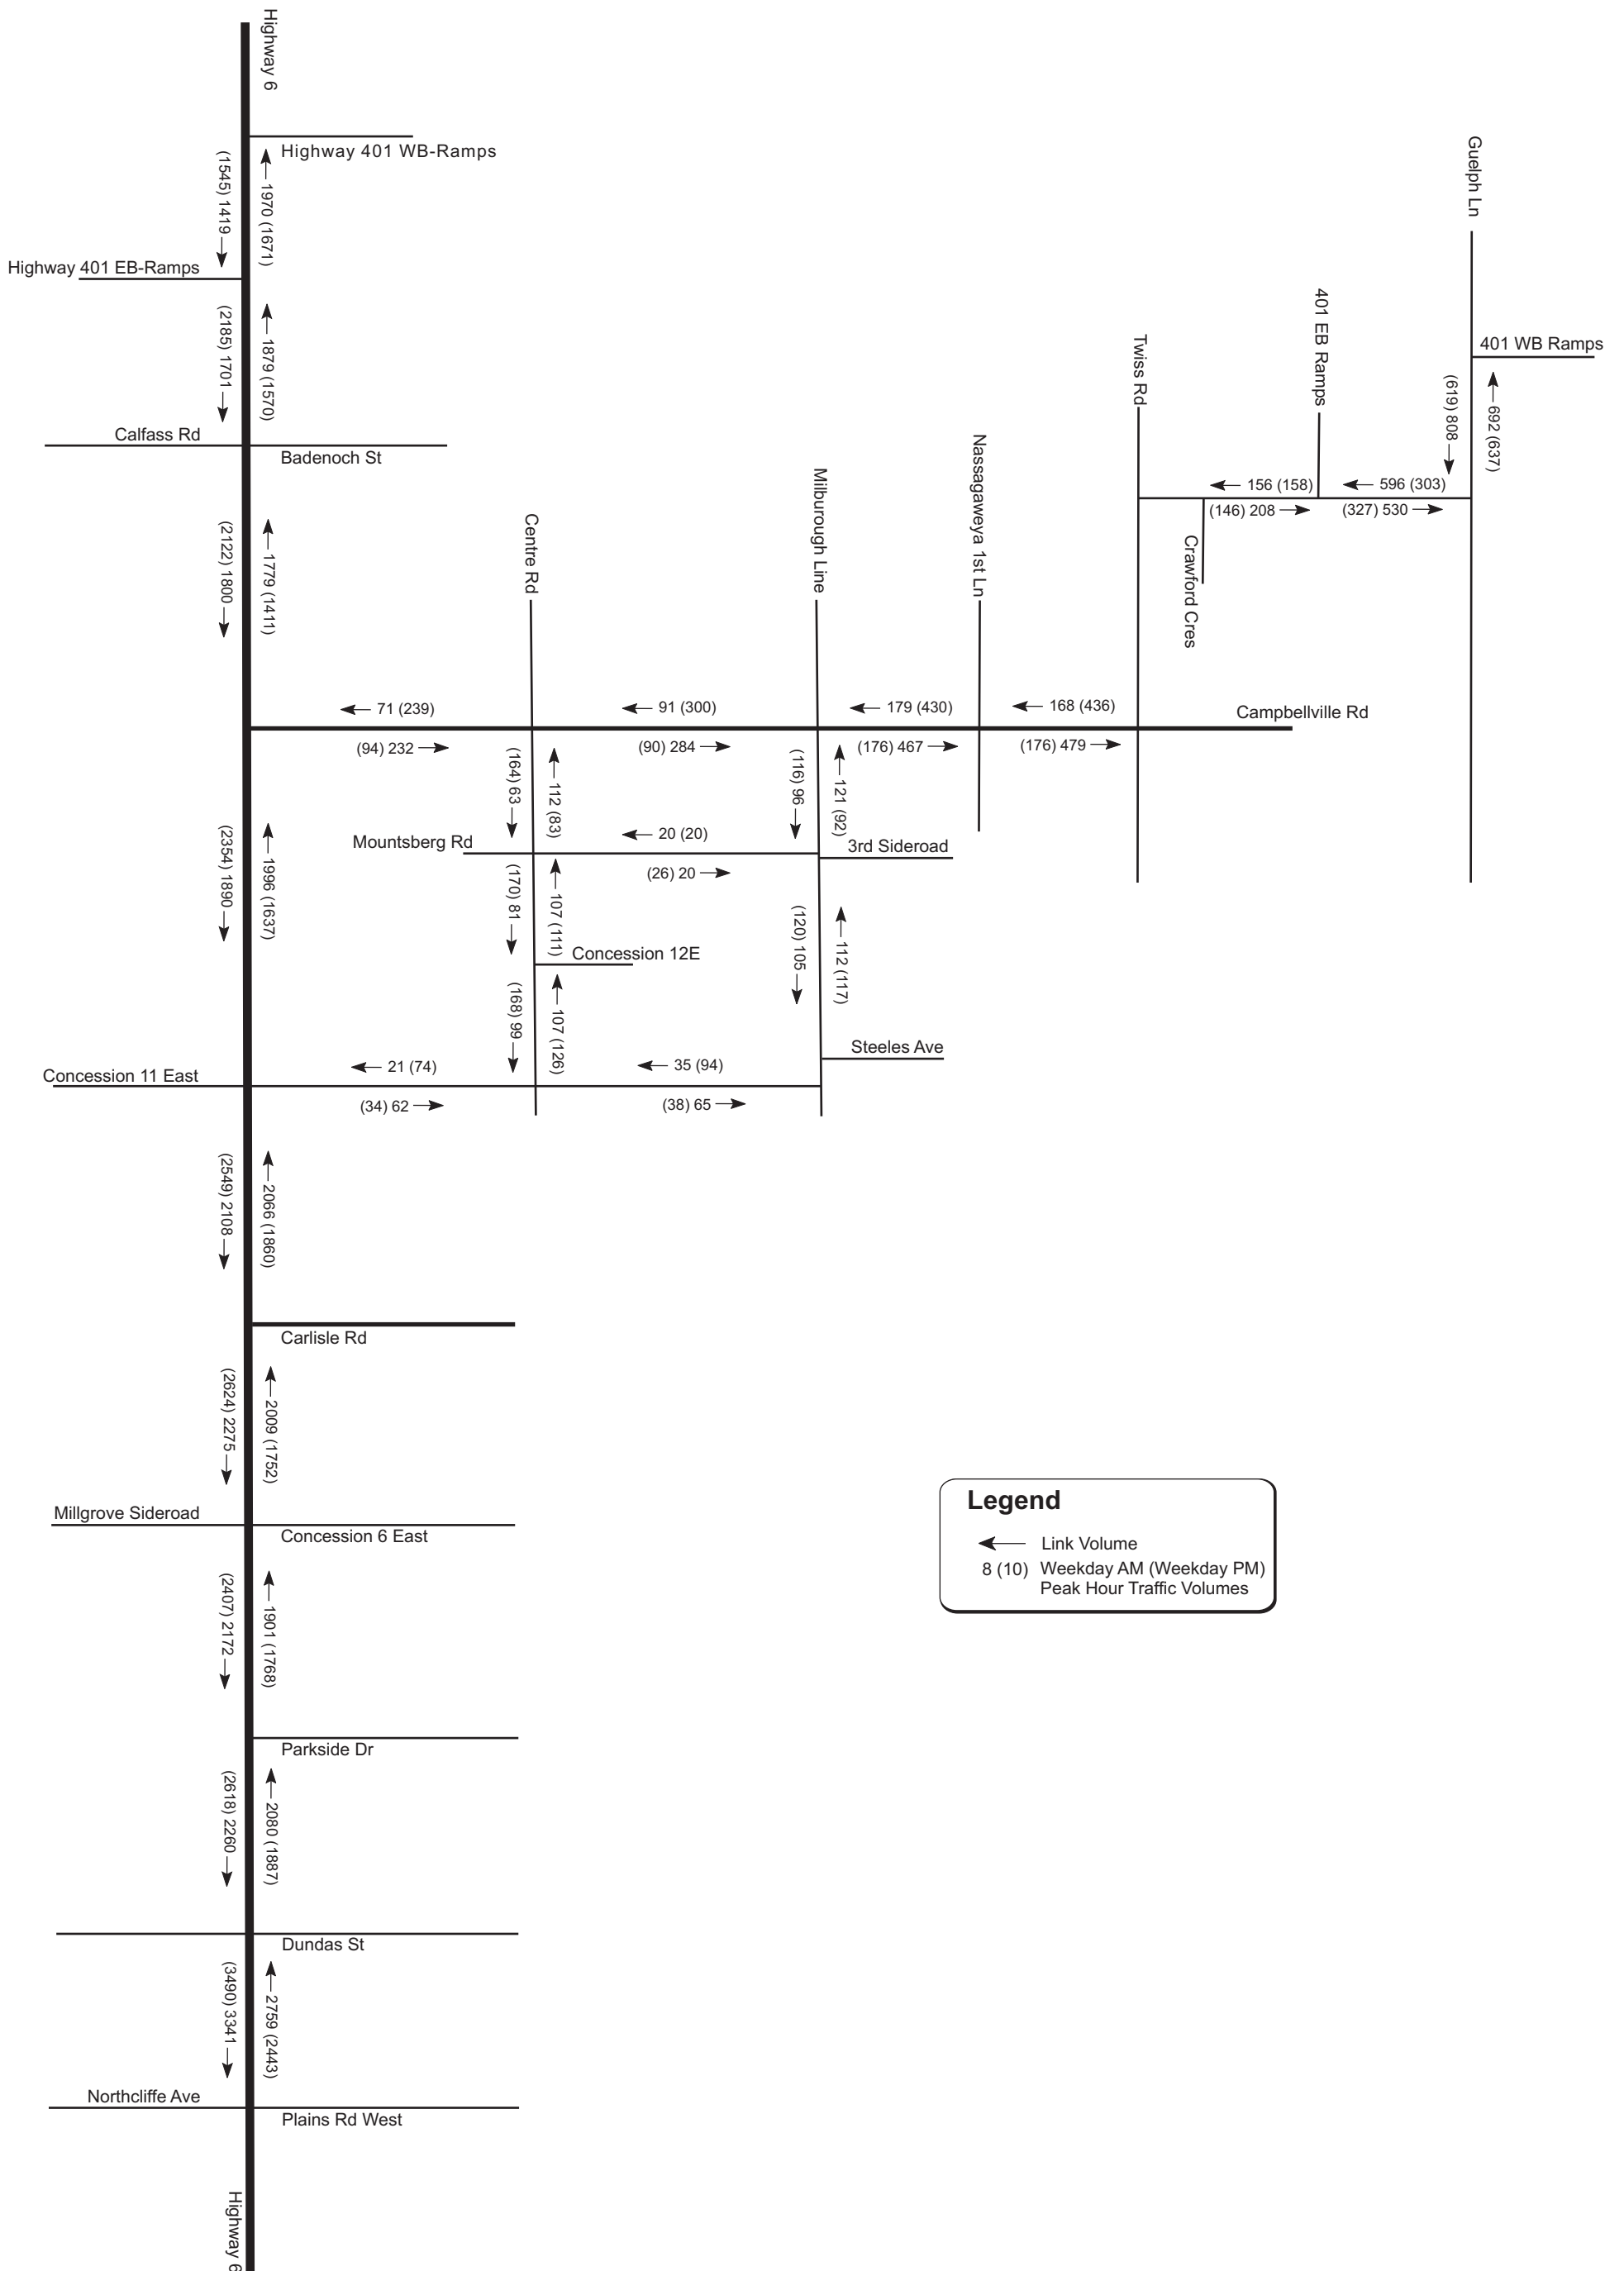 Highway 6
Highway 401 WB-Ramps
(1545) 1419
1970 (1671)
Highway 401 EB-Ramps
(2185) 1701
1879 (1570)
Calfass Rd
Badenoch St
(2122) 1800
1779 (1411)
Guelph Ln
401 WB Ramps
401 EB Ramps
Twiss Rd
(619) 808
692 (637)
156 (158)
596 (303)
(146) 208
(327) 530
Crawford Cres
Nassagaweya 1st Ln
Milburough Line
Centre Rd
71 (239)
91 (300)
179 (430)
168 (436)
Campbellville Rd
(94) 232
(90) 284
(176) 467
(176) 479
(164) 63
112 (83)
(116) 96
121 (92)
Mountsberg Rd
20 (20)
3rd Sideroad
(26) 20
(2354) 1890
1996 (1637)
(170) 81
107 (111)
(120) 105
112 (117)
Concession 12E
(168) 99
107 (126)
Steeles Ave
Concession 11 East
21 (74)
35 (94)
(34) 62
(38) 65
(2549) 2108
2066 (1860)
Carlisle Rd
(2624) 2275
2009 (1752)
Millgrove Sideroad
Concession 6 East
Legend
Link Volume
8 (10) Weekday AM (Weekday PM)
Peak Hour Traffic Volumes
(2407) 2172
1901 (1768)
Parkside Dr
(2618) 2260
2080 (1887)
Dundas St
(3490) 3341
2759 (2443)
Northcliffe Ave
Plains Rd West
Highway 6